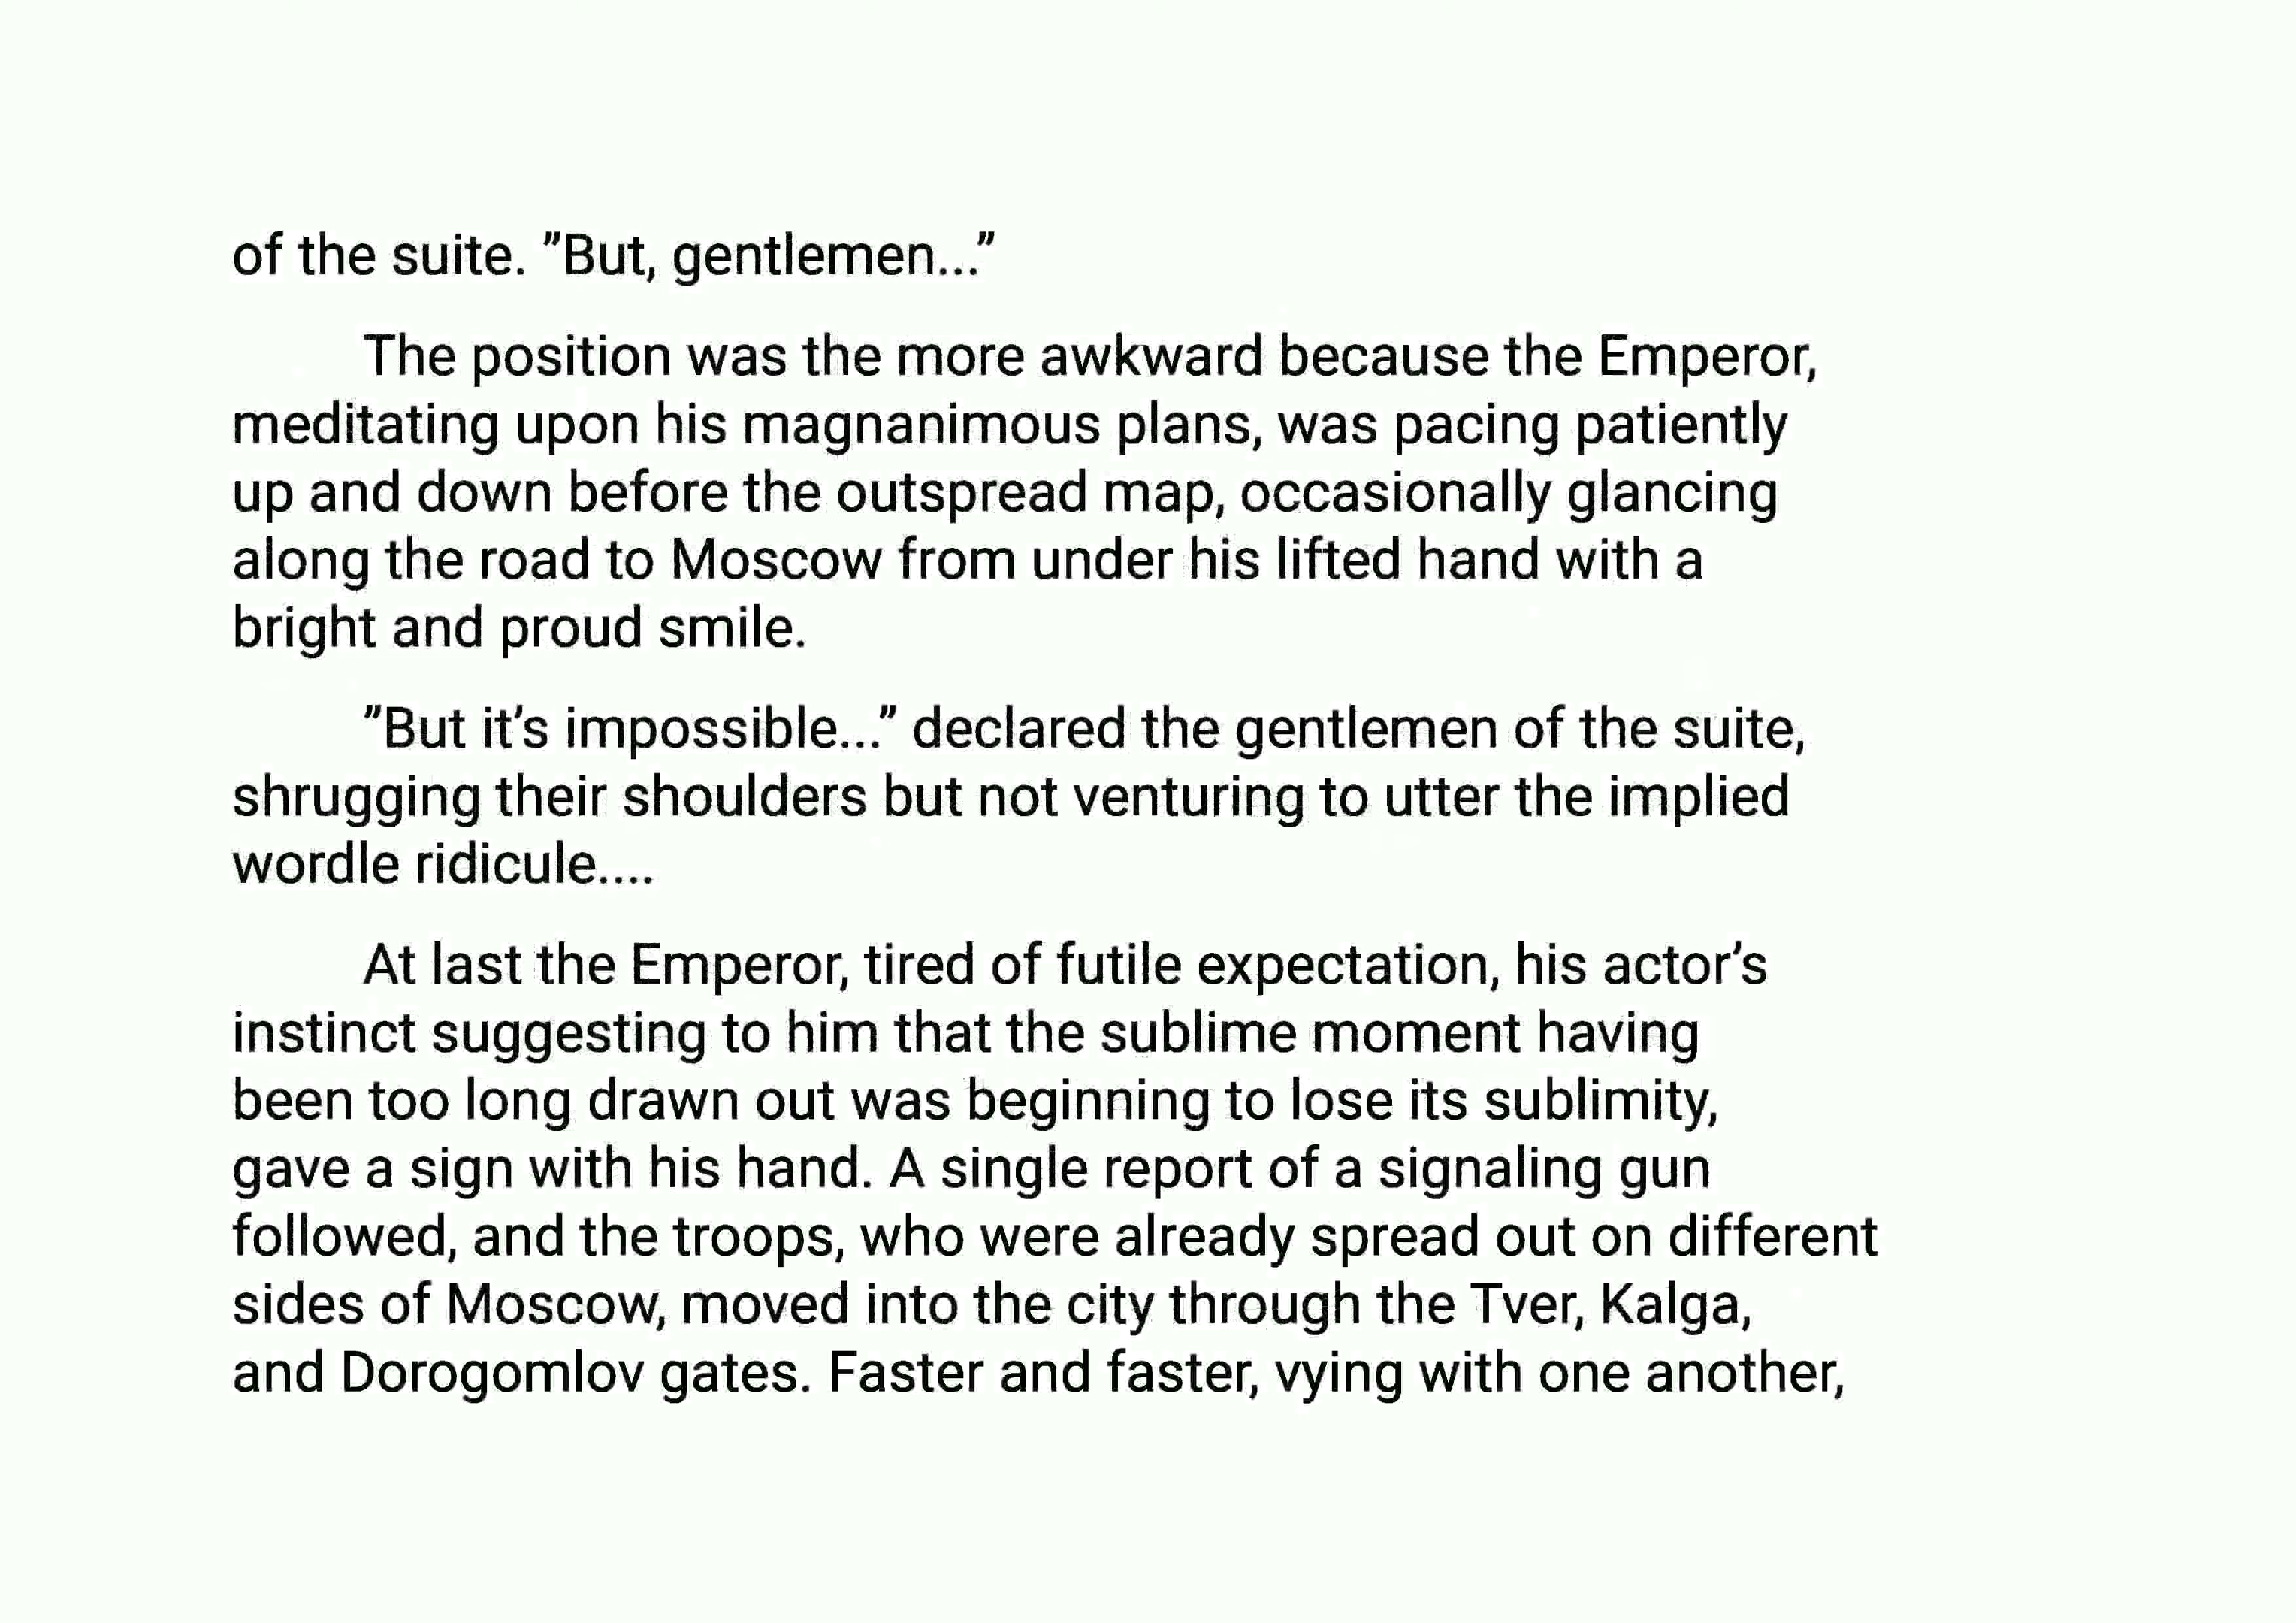 of the suite. ”But, gentlemen...”
The position was the more awkward because the Emperor,
meditating upon his magnanimous plans, was pacing patiently
up and down before the outspread map, occasionally glancing
along the road to Moscow from under his lifted hand with a
bright and proud smile.
”But it’s impossible...” declared the gentlemen of the suite,
shrugging their shoulders but not venturing to utter the implied
wordle ridicule....
At last the Emperor, tired of futile expectation, his actor’s
instinct suggesting to him that the sublime moment having
been too long drawn out was beginning to lose its sublimity,
gave a sign with his hand. A single report of a signaling gun
followed, and the troops, who were already spread out on different
sides of Moscow, moved into the city through the Tver, Kalga,
and Dorogomlov gates. Faster and faster, vying with one another,